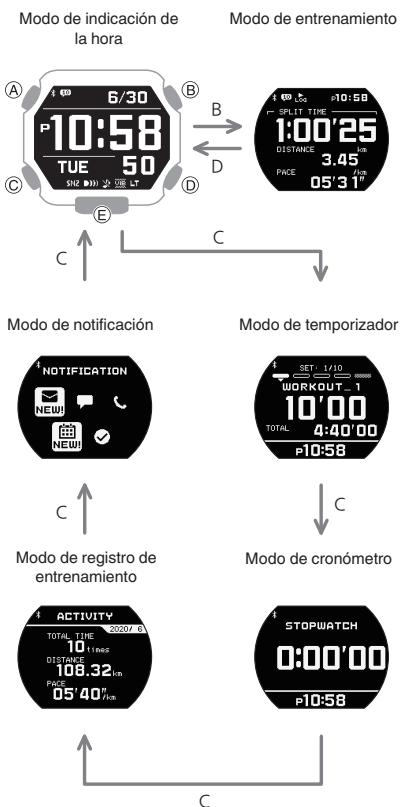 Modo de indicación de
la hora
Modo de entrenamiento
A
B
10
6/30
P10:58
TUE 50
SNZ LT
C
D
E
B
D
10 LOG P10:58
SPLIT TIME
1:00'25
DISTANCE km
3.45
PACE /km
05'31"
C
C
Modo de notificación
Modo de temporizador
NOTIFICATION
NEW!
NEW!
SET: 1/10
WORKOUT_1
10'00
TOTAL 4:40'00
P10:58
C
C
Modo de registro de
entrenamiento
Modo de cronómetro
ACTIVITY
2020/ 6
TOTAL TIME
10 times
DISTANCE
108.32 km
PACE
05'40"/km
STOPWATCH
0:00'00
P10:58
C